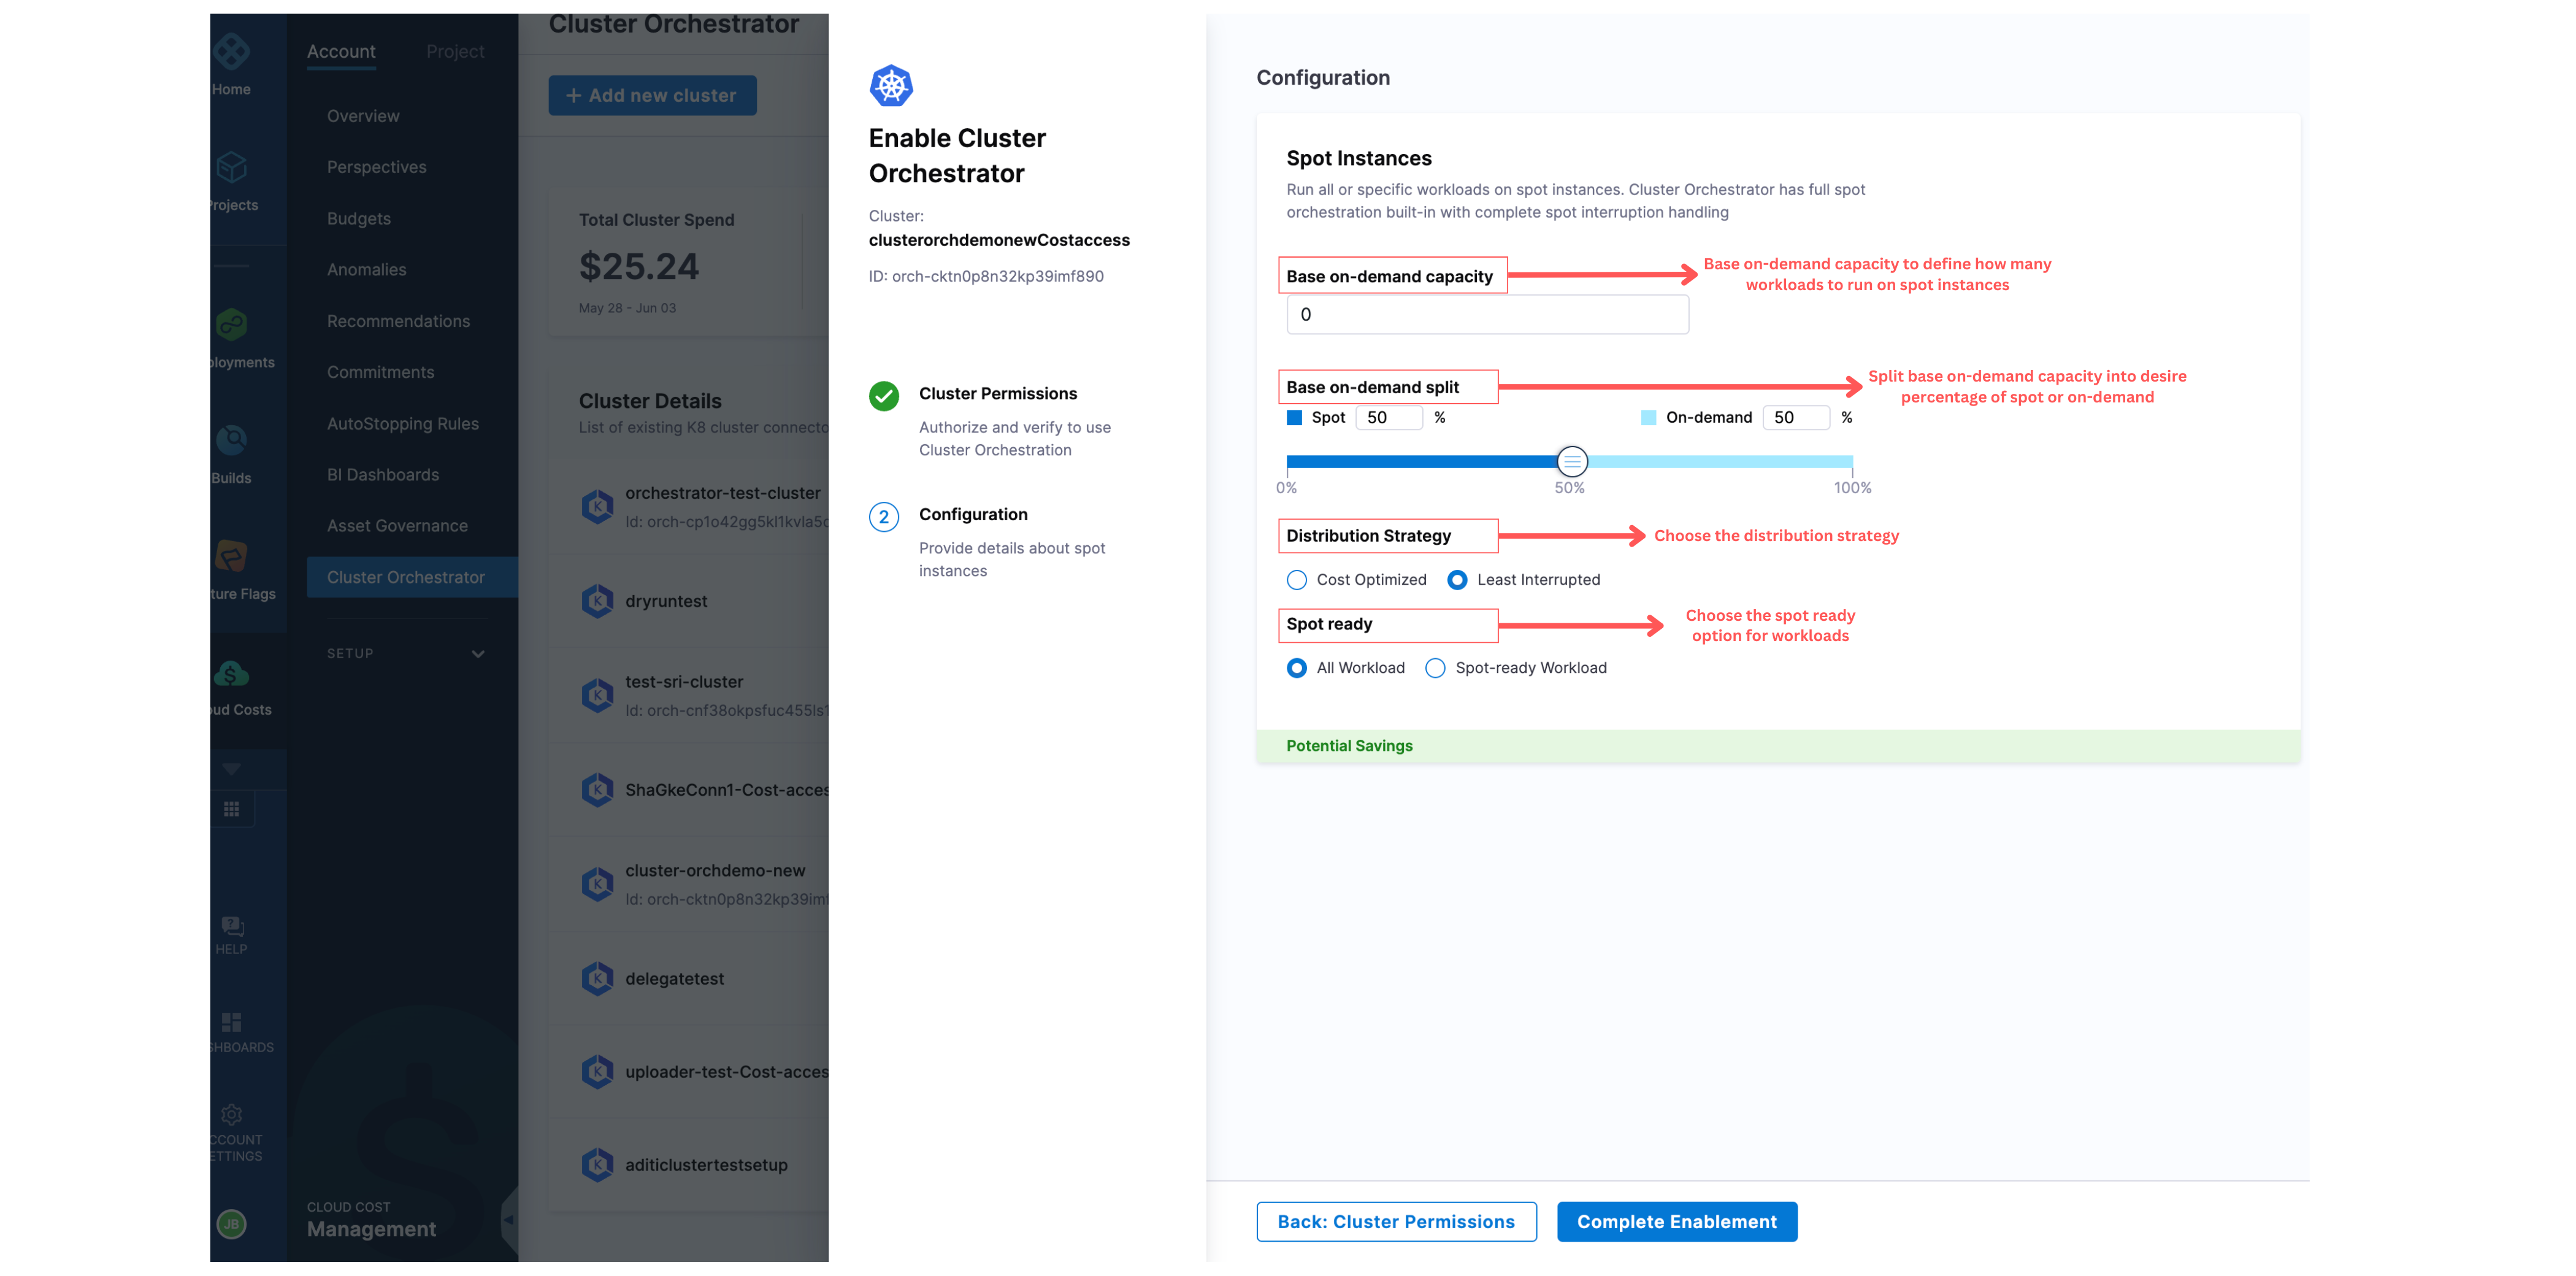 Home
Projects
ployments
Builds
ture Flags
ud Costs
HELP
SHBOARDS
CCOUNT
ETTINGS
JB
Account
Project
Overview
Perspectives
Budgets
Anomalies
Recommendations
Commitments
AutoStopping Rules
BI Dashboards
Asset Governance
Cluster Orchestrator
SETUP
CLOUD COST
Management
Cluster Orchestrator
+ Add new cluster
Total Cluster Spend
$25.24
May 28 - Jun 03
Cluster Details
List of existing K8 cluster connecto
orchestrator-test-cluster
Id: orch-cp1o42gg5kl1kvla5c
dryruntest
test-sri-cluster
Id: orch-cnf38okpsfuc455ls1
ShaGkeConn1-Cost-acces
cluster-orchdemo-new
Id: orch-cktn0p8n32kp39imf
delegatetest
uploader-test-Cost-acces
aditiclustertestsetup
Enable Cluster
Orchestrator
Cluster:
clusterorchdemonewCostaccess
ID: orch-cktn0p8n32kp39imf890
Cluster Permissions
Authorize and verify to use
Cluster Orchestration
2
Configuration
Provide details about spot
instances
Configuration
Spot Instances
Run all or specific workloads on spot instances. Cluster Orchestrator has full spot
orchestration built-in with complete spot interruption handling
Base on-demand capacity
Base on-demand capacity to define how many
workloads to run on spot instances
0
Base on-demand split
Split base on-demand capacity into desire
percentage of spot or on-demand
Spot 50 % On-demand 50 %
0% 50% 100%
Distribution Strategy
Choose the distribution strategy
Cost Optimized Least Interrupted
Spot ready
Choose the spot ready
option for workloads
All Workload Spot-ready Workload
Potential Savings
Back: Cluster Permissions
Complete Enablement